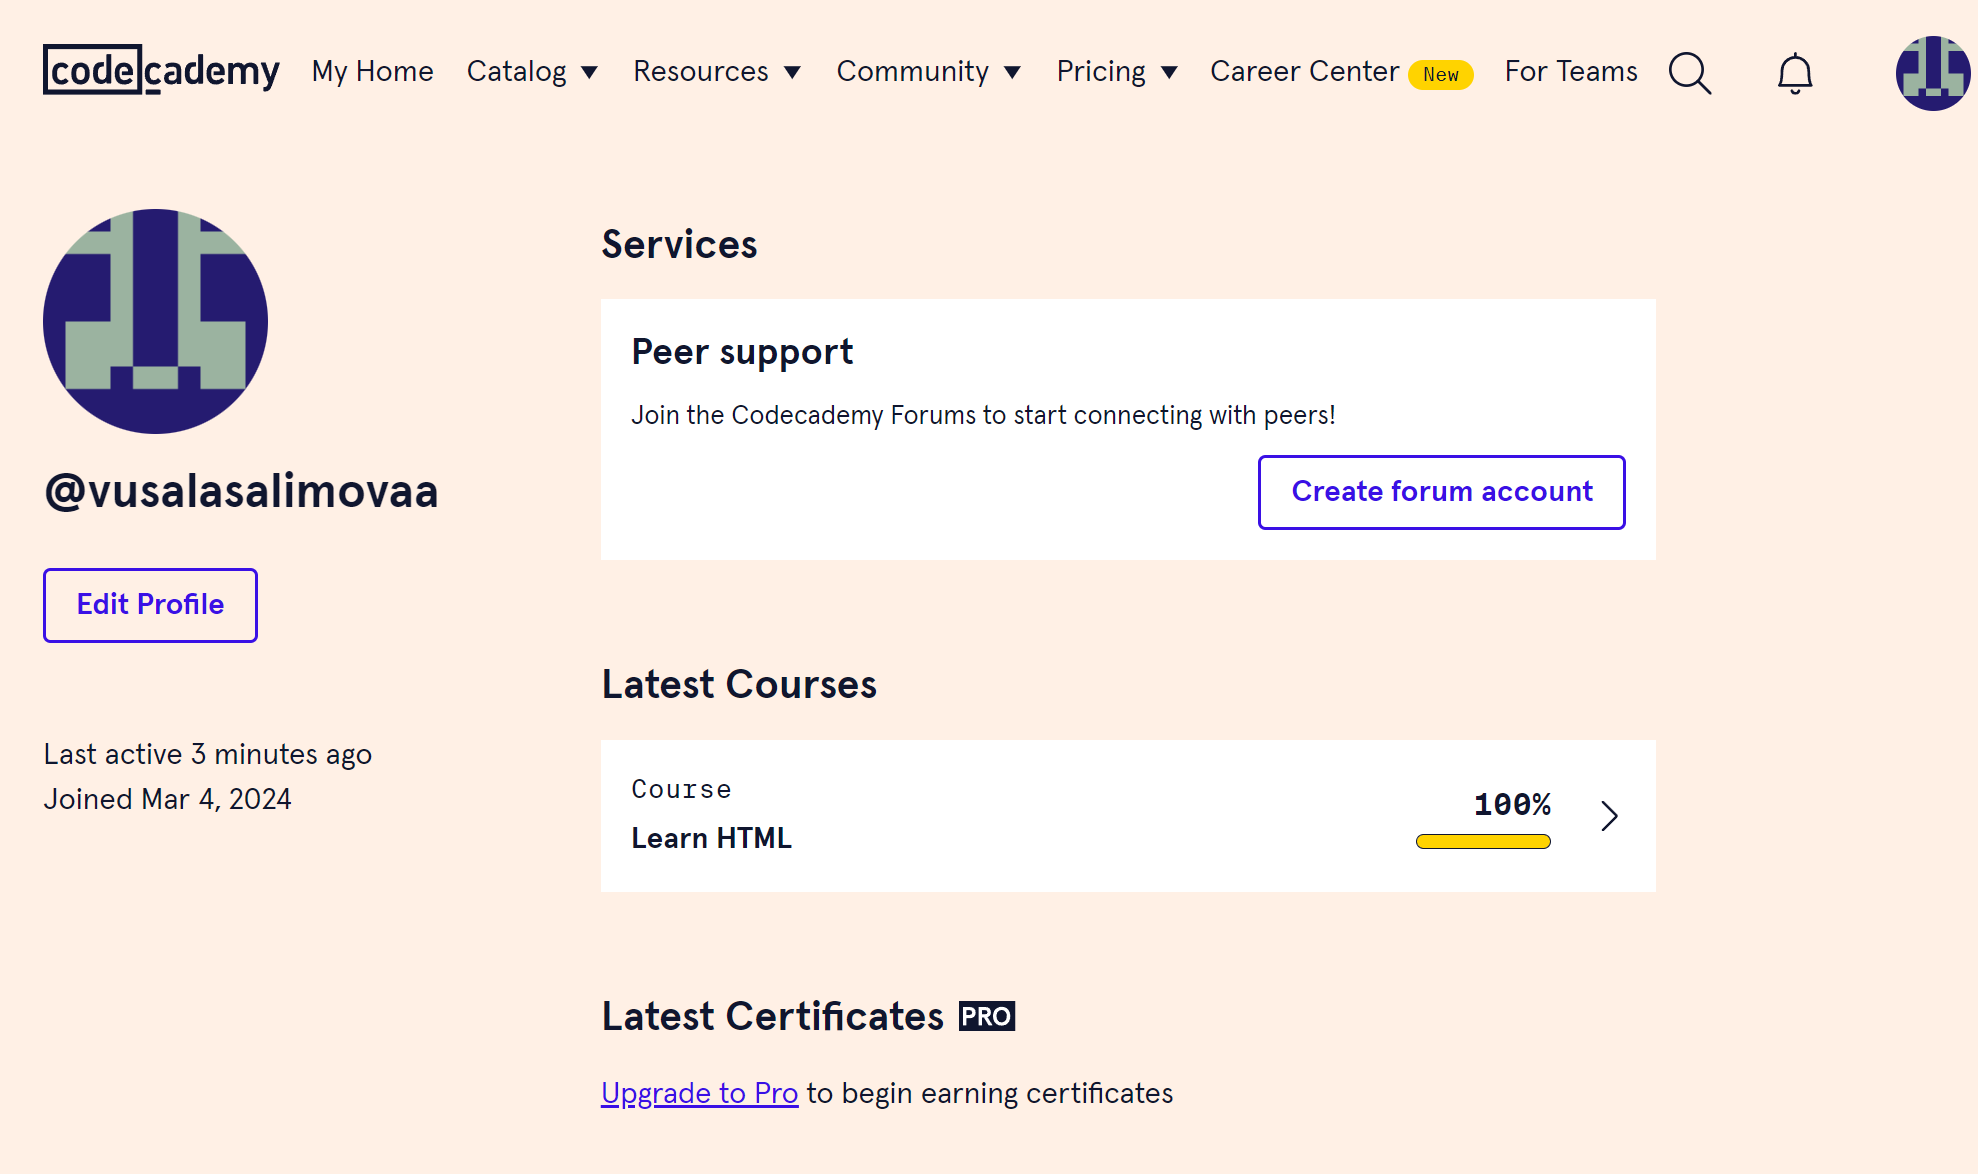 codecademy My Home Catalog Resources Community Pricing Career Center New For Teams
@vusalasalimovaa
Edit Profile
Last active 3 minutes ago
Joined Mar 4, 2024
Services
Peer support
Join the Codecademy Forums to start connecting with peers!
Create forum account
Latest Courses
Course
Learn HTML
100%
Latest Certificates PRO
Upgrade to Pro to begin earning certificates